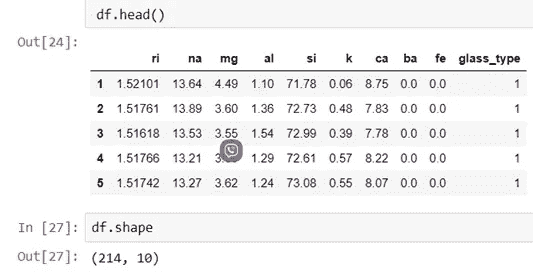 df.head()
Out[24]:
ri na mg al si k ca ba fe glass_type
1 1.52101 13.64 4.49 1.10 71.78 0.06 8.75 0.0 0.0 1
2 1.51761 13.89 3.60 1.36 72.73 0.48 7.83 0.0 0.0 1
3 1.51618 13.53 3.55 1.54 72.99 0.39 7.78 0.0 0.0 1
4 1.51766 13.21 1.29 72.61 0.57 8.22 0.0 0.0 1
5 1.51742 13.27 3.62 1.24 73.08 0.55 8.07 0.0 0.0 1
In [27]: df.shape
Out[27]: (214, 10)